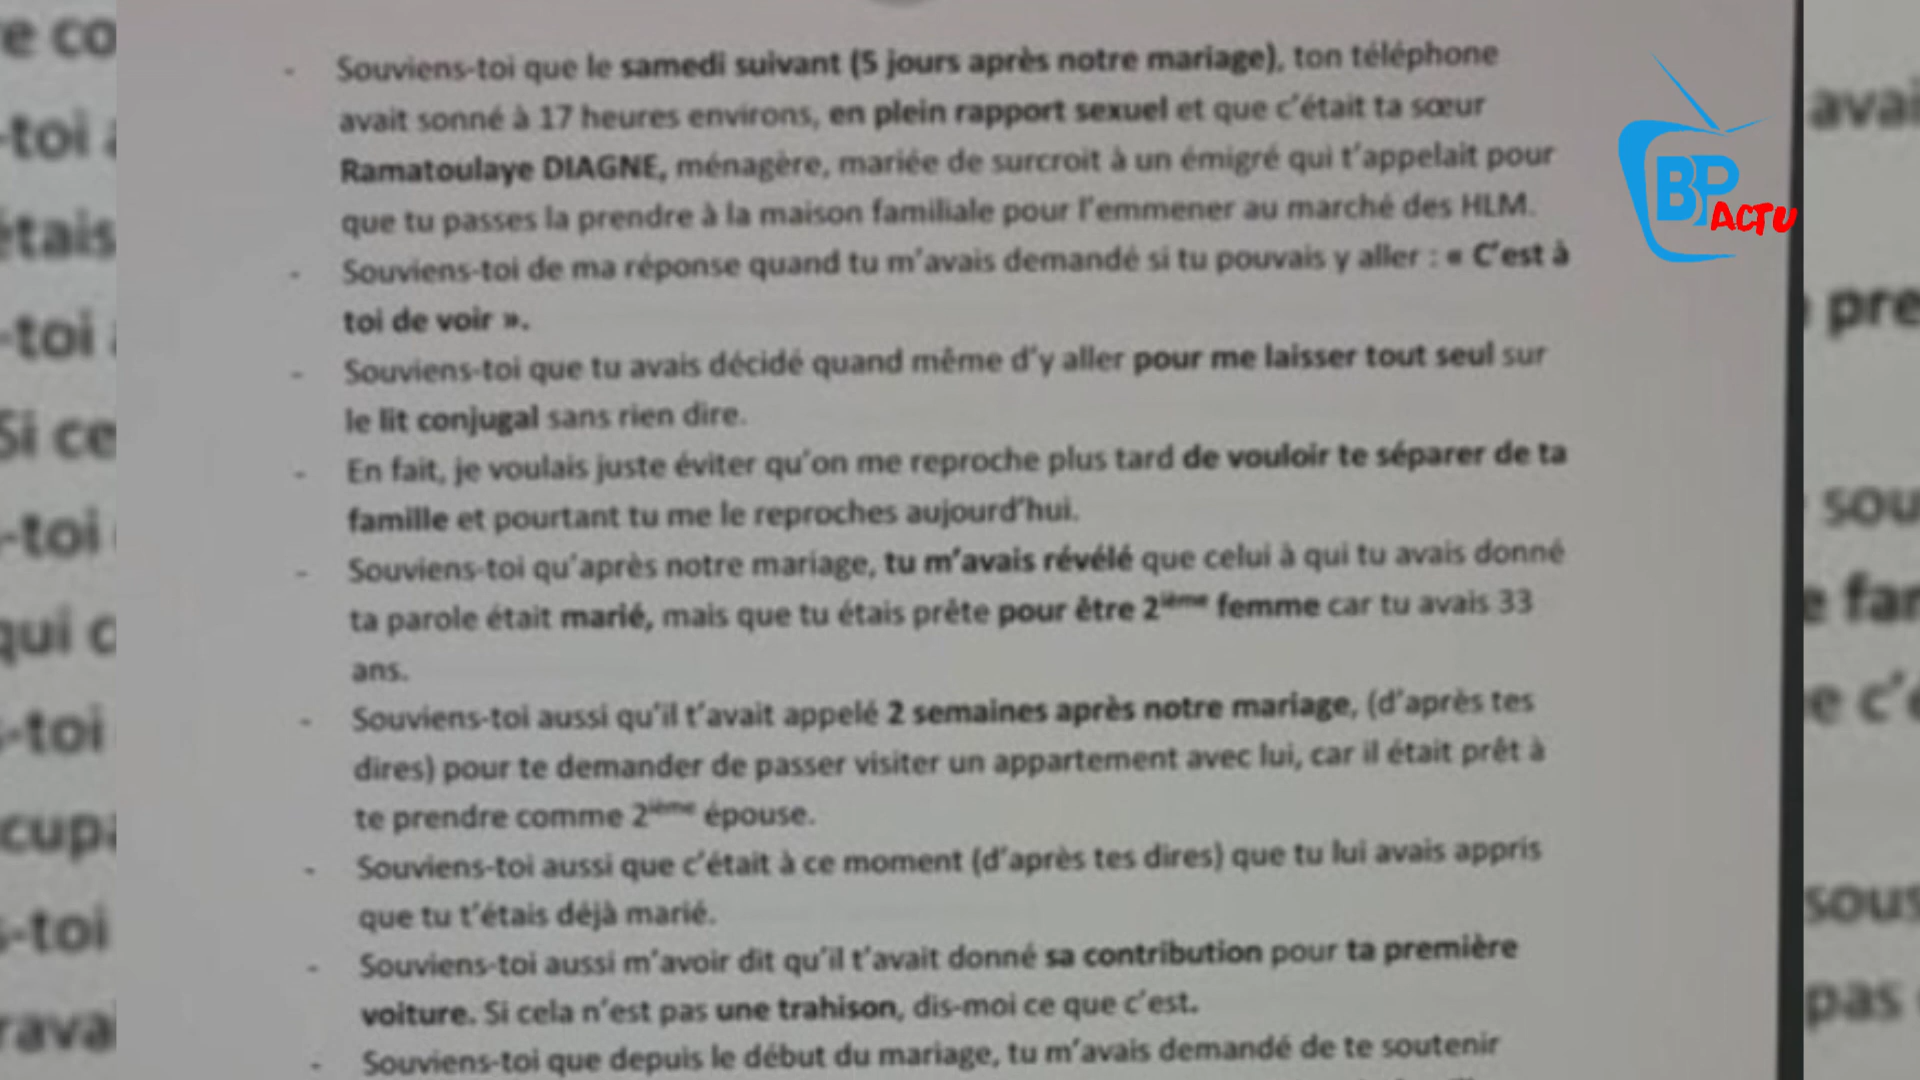 - Souviens-toi que le samedi suivant (5 jours après notre mariage), ton téléphone
avait sonné à 17 heures environs, en plein rapport sexuel et que c'était ta sœur
Ramatoulaye DIAGNE, ménagère, mariée de surcroit à un émigré qui t'appelait pour
que tu passes la prendre à la maison familiale pour l'emmener au marché des HLM.
- Souviens-toi de ma réponse quand tu m'avais demandé si tu pouvais y aller : « C'est à
toi de voir ».
- Souviens-toi que tu avais décidé quand même d'y aller pour me laisser tout seul sur
le lit conjugal sans rien dire.
- En fait, je voulais juste éviter qu'on me reproche plus tard de vouloir te séparer de ta
famille et pourtant tu me le reproches aujourd'hui.
- Souviens-toi qu'après notre mariage, tu m'avais révélé que celui à qui tu avais donné
ta parole était marié, mais que tu étais prête pour être 2ième femme car tu avais 33
ans.
- Souviens-toi aussi qu'il t'avait appelé 2 semaines après notre mariage, (d'après tes
dires) pour te demander de passer visiter un appartement avec lui, car il était prêt à
te prendre comme 2ième épouse.
- Souviens-toi aussi que c'était à ce moment (d'après tes dires) que tu lui avais appris
que tu t'étais déjà marié.
- Souviens-toi aussi m'avoir dit qu'il t'avait donné sa contribution pour ta première
voiture. Si cela n'est pas une trahison, dis-moi ce que c'est.
- Souviens-toi que depuis le début du mariage, tu m'avais demandé de te soutenir
BP
ACTU